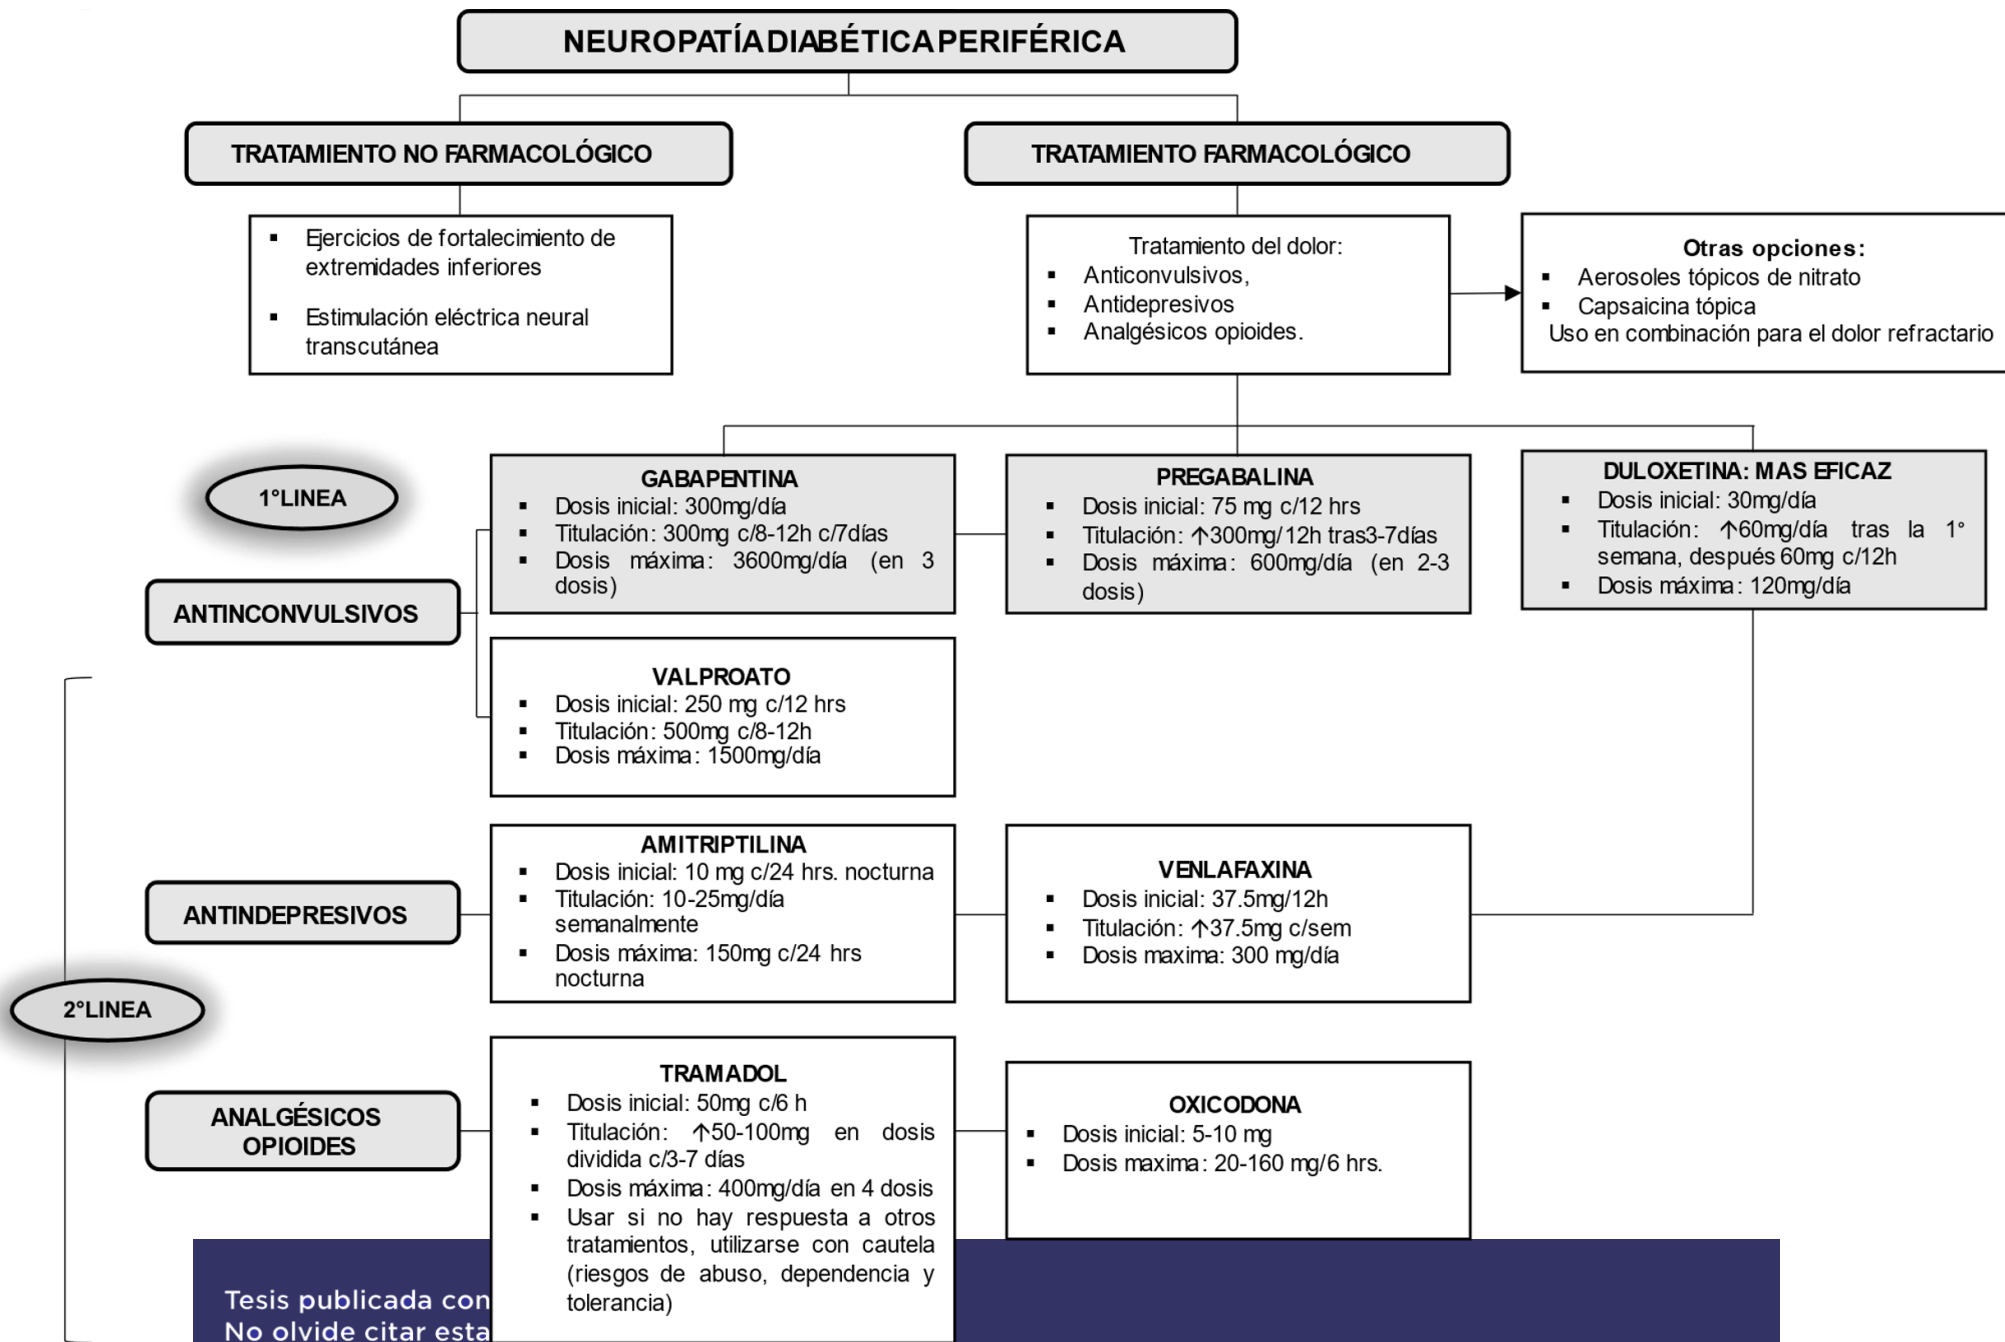 NEUROPATÍA DIABÉTICA PERIFÉRICA
TRATAMIENTO NO FARMACOLÓGICO
▪ Ejercicios de fortalecimiento de
extremidades inferiores
▪ Estimulación eléctrica neural
transcutánea
TRATAMIENTO FARMACOLÓGICO
Tratamiento del dolor:
▪ Anticonvulsivos,
▪ Antidepresivos
▪ Analgésicos opioides.
Otras opciones:
▪ Aerosoles tópicos de nitrato
▪ Capsaicina tópica
Uso en combinación para el dolor refractario
1°LINEA
ANTINCONVULSIVOS
GABAPENTINA
▪ Dosis inicial: 300mg/día
▪ Titulación: 300mg c/8-12h c/7días
▪ Dosis máxima: 3600mg/día (en 3
dosis)
PREGABALINA
▪ Dosis inicial: 75 mg c/12 hrs
▪ Titulación: ↑300mg/12h tras3-7días
▪ Dosis máxima: 600mg/día (en 2-3
dosis)
DULOXETINA: MAS EFICAZ
▪ Dosis inicial: 30mg/día
▪ Titulación: ↑60mg/día tras la 1°
semana, después 60mg c/12h
▪ Dosis máxima: 120mg/día
VALPROATO
▪ Dosis inicial: 250 mg c/12 hrs
▪ Titulación: 500mg c/8-12h
▪ Dosis máxima: 1500mg/día
2°LINEA
ANTINDEPRESIVOS
AMITRIPTILINA
▪ Dosis inicial: 10 mg c/24 hrs. nocturna
▪ Titulación: 10-25mg/día
semanalmente
▪ Dosis máxima: 150mg c/24 hrs
nocturna
VENLAFAXINA
▪ Dosis inicial: 37.5mg/12h
▪ Titulación: ↑37.5mg c/sem
▪ Dosis maxima: 300 mg/día
ANALGÉSICOS
OPIOIDES
TRAMADOL
▪ Dosis inicial: 50mg c/6 h
▪ Titulación: ↑50-100mg en dosis
dividida c/3-7 días
▪ Dosis máxima: 400mg/día en 4 dosis
▪ Usar si no hay respuesta a otros
tratamientos, utilizarse con cautela
(riesgos de abuso, dependencia y
tolerancia)
OXICODONA
▪ Dosis inicial: 5-10 mg
▪ Dosis maxima: 20-160 mg/6 hrs.
Tesis publicada con
No olvide citar esta